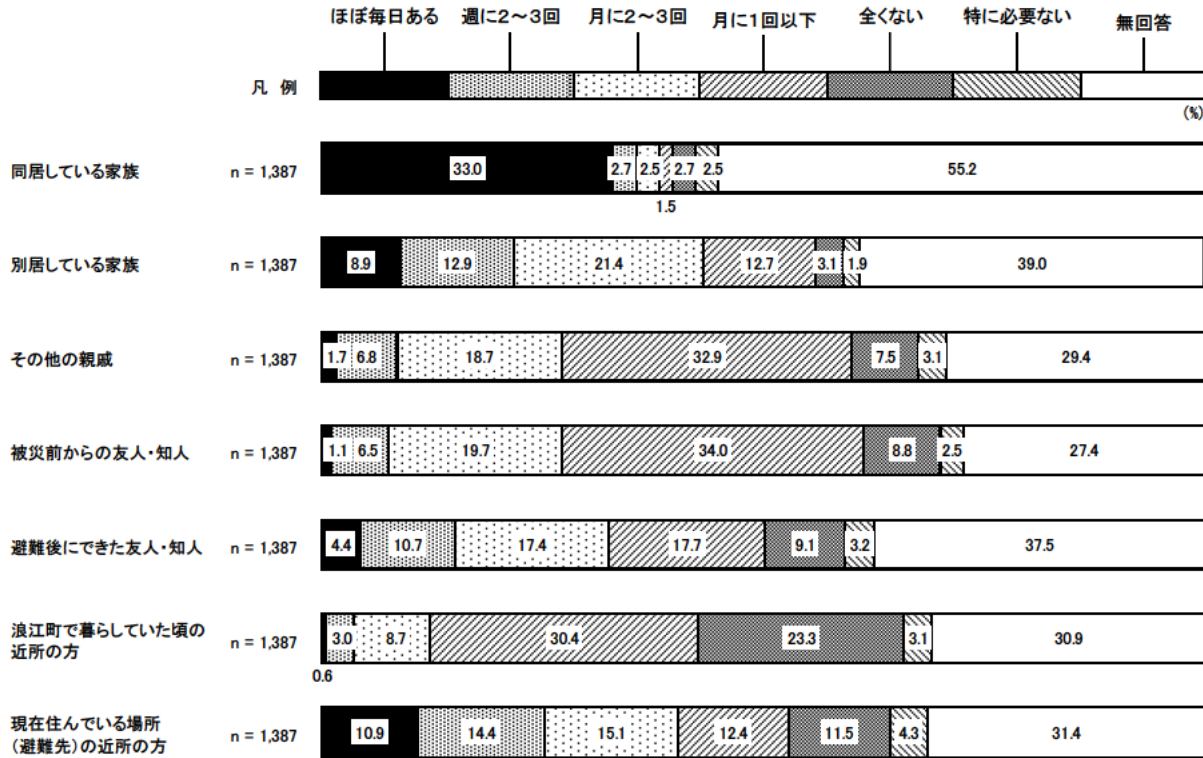 ほぼ毎日ある 週に2~3回 月に2~3回 月に1回以下 全くない 特に必要ない 無回答
凡 例
(%)
同居している家族 n = 1,387 33.0 2.7 2.5 2.7 2.5 55.2
1.5
別居している家族 n = 1,387 8.9 12.9 21.4 12.7 3.1 1.9 39.0
その他の親戚 n = 1,387 1.7 6.8 18.7 32.9 7.5 3.1 29.4
被災前からの友人・知人 n = 1,387 1.1 6.5 19.7 34.0 8.8 2.5 27.4
避難後にできた友人・知人 n = 1,387 4.4 10.7 17.4 17.7 9.1 3.2 37.5
浪江町で暮らしていた頃の
近所の方 n = 1,387 3.0 8.7 30.4 23.3 3.1 30.9
0.6
現在住んでいる場所
(避難先)の近所の方 n = 1,387 10.9 14.4 15.1 12.4 11.5 4.3 31.4